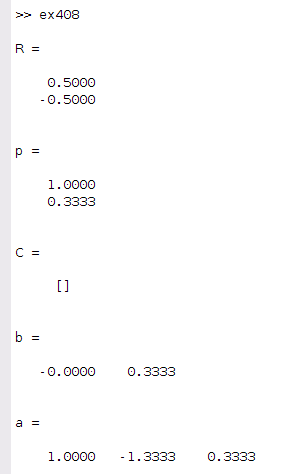 >> ex408
R =
0.5000
-0.5000
p =
1.0000
0.3333
C =
[]
b =
-0.0000 0.3333
a =
1.0000 -1.3333 0.3333